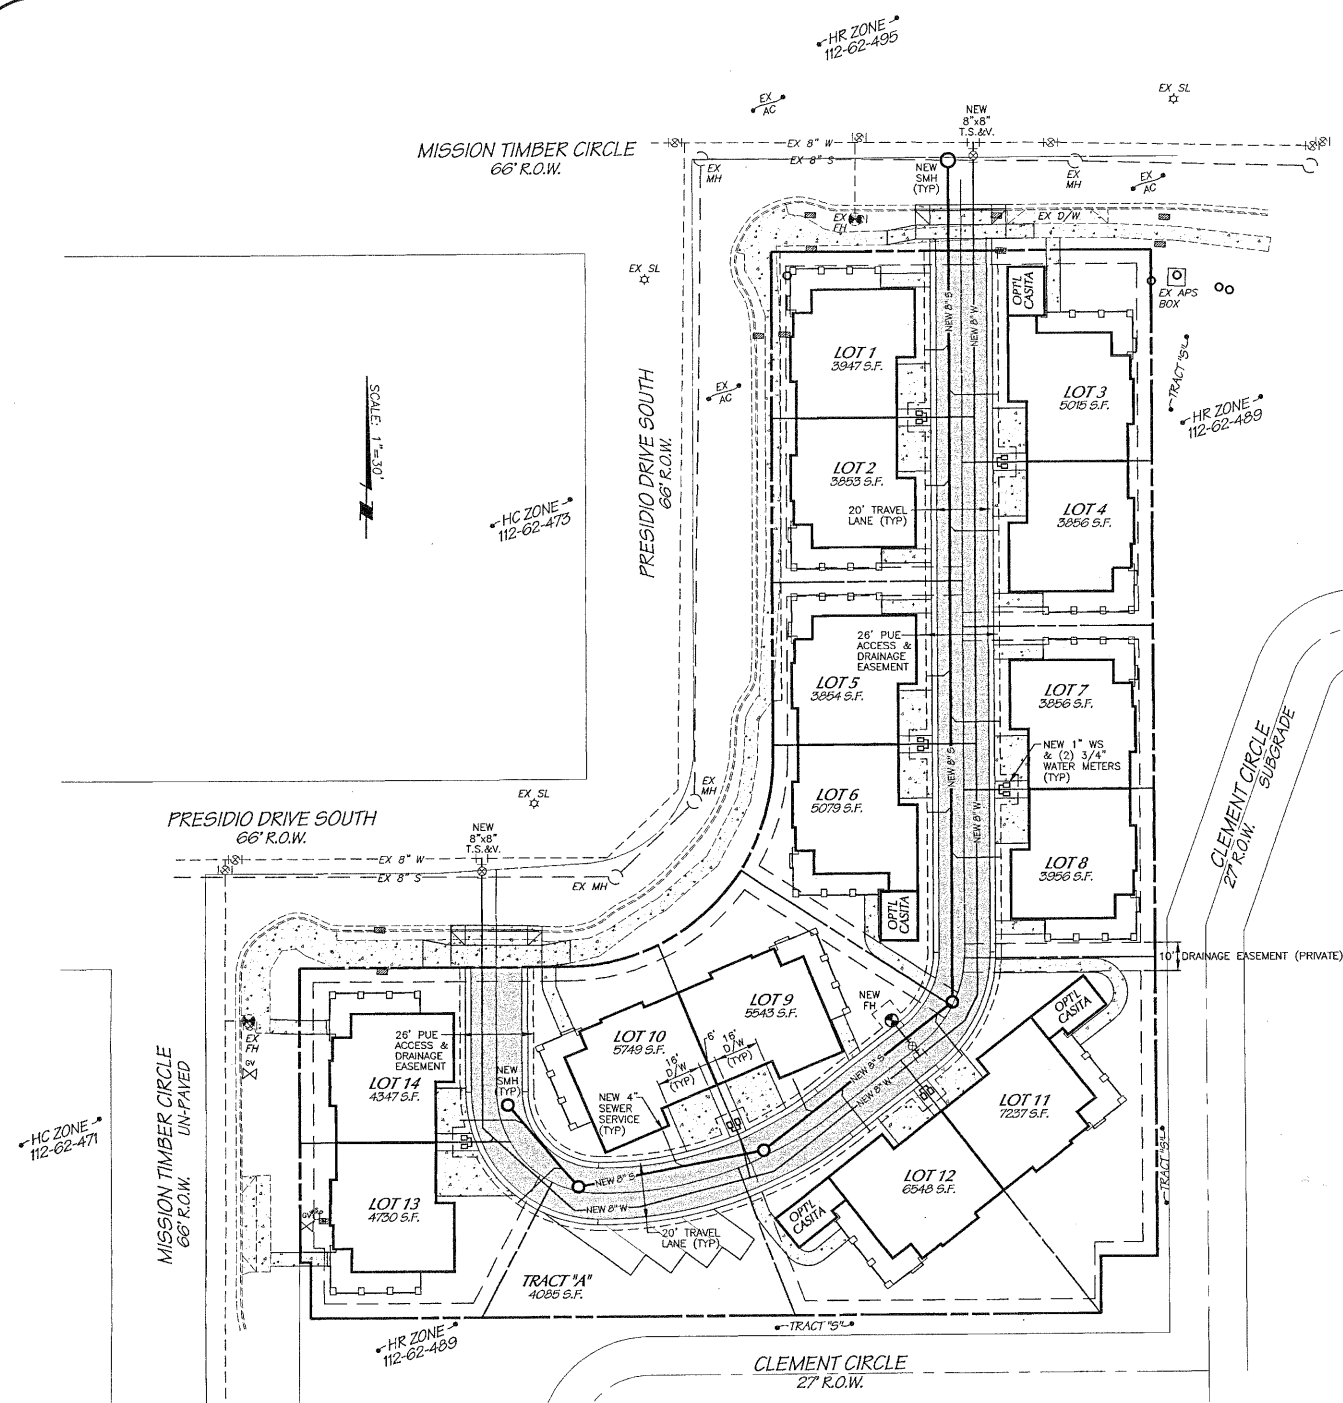 HR ZONE
112-62-495
EX SL
EX
AC
NEW
8"x8"
T.S.&V.
MISSION TIMBER CIRCLE
66' R.O.W.
EX 8" W
EX 8" S
EX
MH
NEW
SMH
(TYP)
EX
MH
EX
AC
EX
FH
EX D/W
EX SL
OPT'L
CASITA
EX APS
BOX
NEW 8" S
NEW 8" W
LOT 1
3947 S.F.
TRACT "S"
SCALE: 1"=30'
PRESIDIO DRIVE SOUTH
66' R.O.W.
EX
AC
LOT 3
5015 S.F.
HR ZONE
112-62-489
LOT 2
3853 S.F.
HC ZONE
112-62-473
20' TRAVEL
LANE (TYP)
LOT 4
3856 S.F.
26' PUE
ACCESS &
DRAINAGE
EASEMENT
LOT 5
3854 S.F.
LOT 7
3856 S.F.
NEW 1" WS
& (2) 3/4"
WATER METERS
(TYP)
CLEMENT CIRCLE
27' R.O.W.
SUBGRADE
NEW 8" S
NEW 8" W
EX
MH
LOT 6
5079 S.F.
EX SL
PRESIDIO DRIVE SOUTH
66' R.O.W.
NEW
8"x8"
T.S.&V.
EX 8" W
EX 8" S
EX MH
LOT 8
3956 S.F.
OPT'L
CASITA
10' DRAINAGE EASEMENT (PRIVATE)
LOT 9
5543 S.F.
NEW
FH
OPT'L
CASITA
EX
FH
GV
26' PUE
ACCESS &
DRAINAGE
EASEMENT
LOT 10
5749 S.F.
6'
16'
D/W
(TYP)
16'
D/W
(TYP)
NEW
SMH
(TYP)
NEW 8" S
NEW 8" W
LOT 14
4347 S.F.
NEW 4"
SEWER
SERVICE
(TYP)
LOT 11
7237 S.F.
HC ZONE
112-62-471
MISSION TIMBER CIRCLE
66' R.O.W. UN-PAVED
TRACT "S"
LOT 12
6548 S.F.
NEW 8" S
NEW 8" W
LOT 13
4730 S.F.
GV
OPT'L
CASITA
20' TRAVEL
LANE (TYP)
TRACT "A"
4085 S.F.
TRACT "S"
HR ZONE
112-62-489
CLEMENT CIRCLE
27' R.O.W.